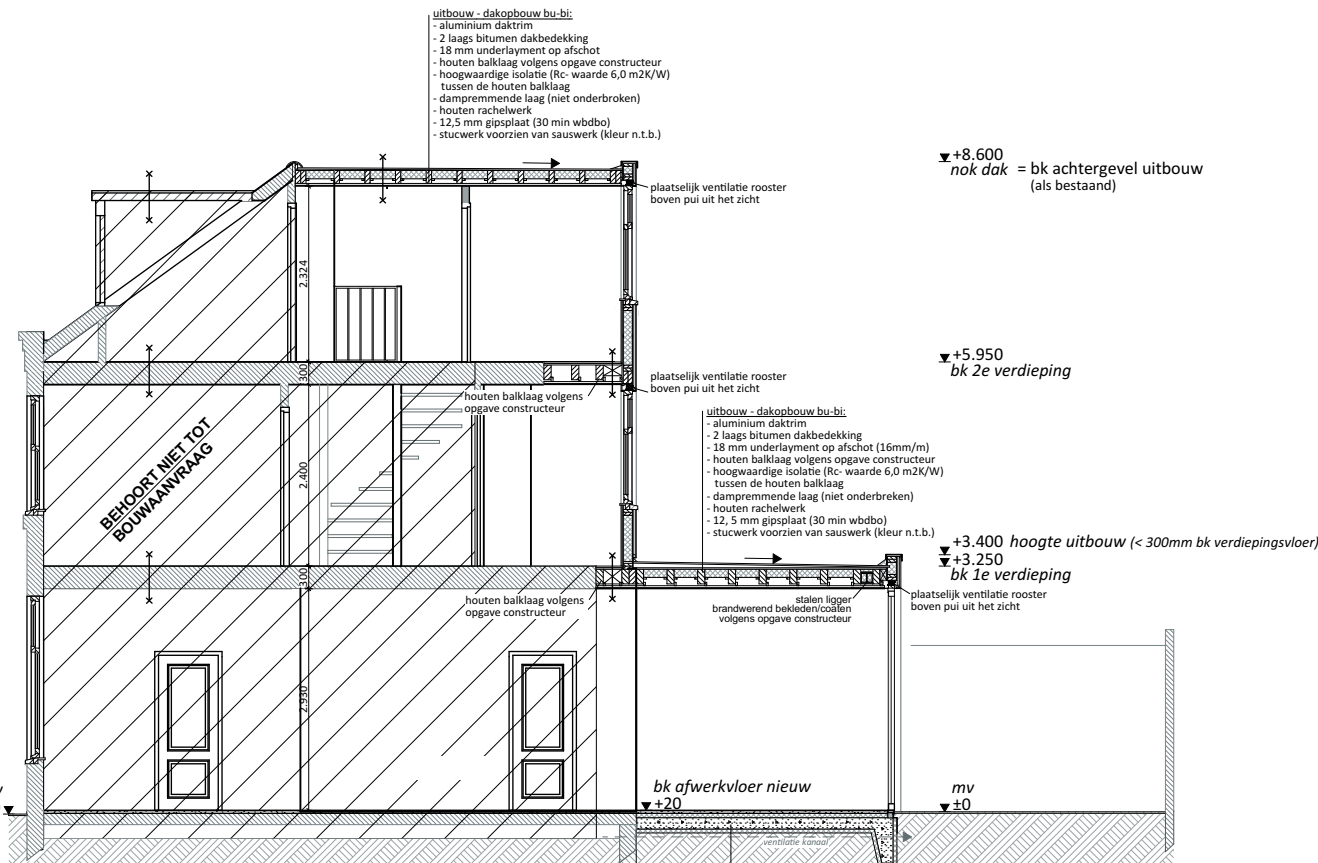 uitbouw - dakopbouw bu-bi:
- aluminium daktrim
- 2 laags bitumen dakbedekking
- 18 mm underlayment op afschot
- houten balklaag volgens opgave constructeur
- hoogwaardige isolatie (Rc- waarde 6,0 m2K/W)
tussen de houten balklaag
- dampremmende laag (niet onderbroken)
- houten rachelwerk
- 12,5 mm gipsplaat (30 min wbdbo)
- stucwerk voorzien van sauswerk (kleur n.t.b.)
+8.600
nok dak = bk achtergevel uitbouw
(als bestaand)
plaatselijk ventilatie rooster
boven pui uit het zicht
2.324
+5.950
bk 2e verdieping
300
plaatselijk ventilatie rooster
boven pui uit het zicht
houten balklaag volgens
opgave constructeur
uitbouw - dakopbouw bu-bi:
- aluminium daktrim
- 2 laags bitumen dakbedekking
- 18 mm underlayment op afschot (16mm/m)
- houten balklaag volgens opgave constructeur
- hoogwaardige isolatie (Rc- waarde 6,0 m2K/W)
tussen de houten balklaag
- dampremmende laag (niet onderbreken)
- houten rachelwerk
- 12, 5 mm gipsplaat (30 min wbdbo)
- stucwerk voorzien van sauswerk (kleur n.t.b.)
BEHOORT NIET TOT
BOUWAANVRAAG
2.400
+3.400 hoogte uitbouw (< 300mm bk verdiepingsvloer)
+3.250
bk 1e verdieping
300
houten balklaag volgens
opgave constructeur
stalen ligger
brandwerend bekleden/coaten
volgens opgave constructeur
plaatselijk ventilatie rooster
boven pui uit het zicht
2.930
bk afwerkvloer nieuw
+20
mv
±0
ventilatie kanaal